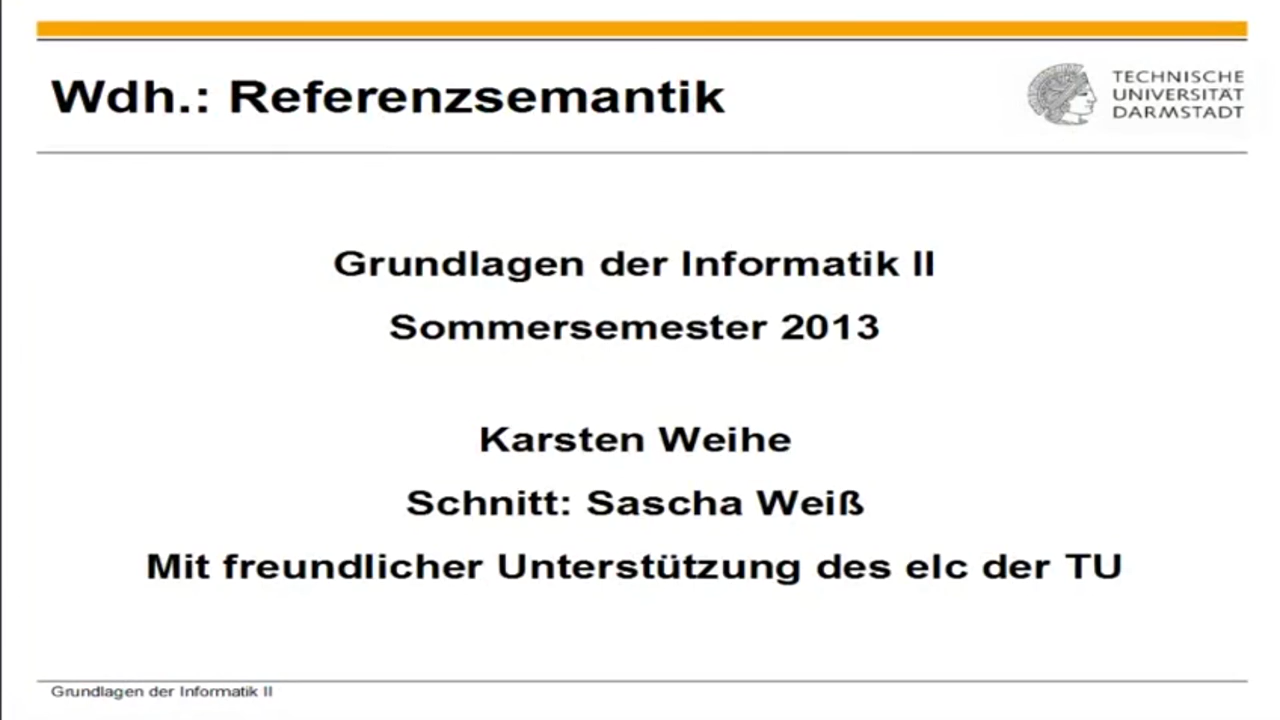 Wdh.: Referenzsemantik
TECHNISCHE
UNIVERSITÄT
DARMSTADT
Grundlagen der Informatik II
Sommersemester 2013
Karsten Weihe
Schnitt: Sascha Weiß
Mit freundlicher Unterstützung des elc der TU
Grundlagen der Informatik II